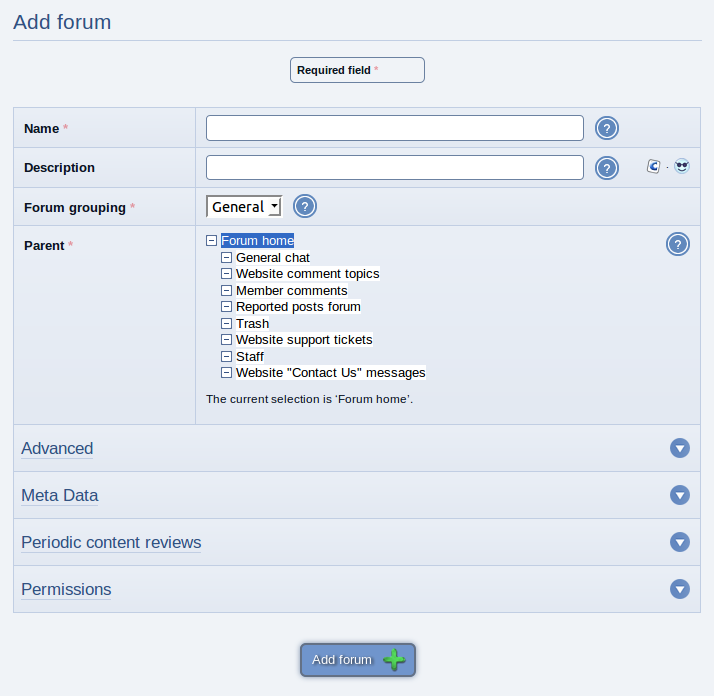 Add forum
Required field *
Name *
Description
Forum grouping *
General
Parent *
Forum home
General chat
Website comment topics
Member comments
Reported posts forum
Trash
Website support tickets
Staff
Website "Contact Us" messages
The current selection is ‘Forum home’.
Advanced
Meta Data
Periodic content reviews
Permissions
Add forum